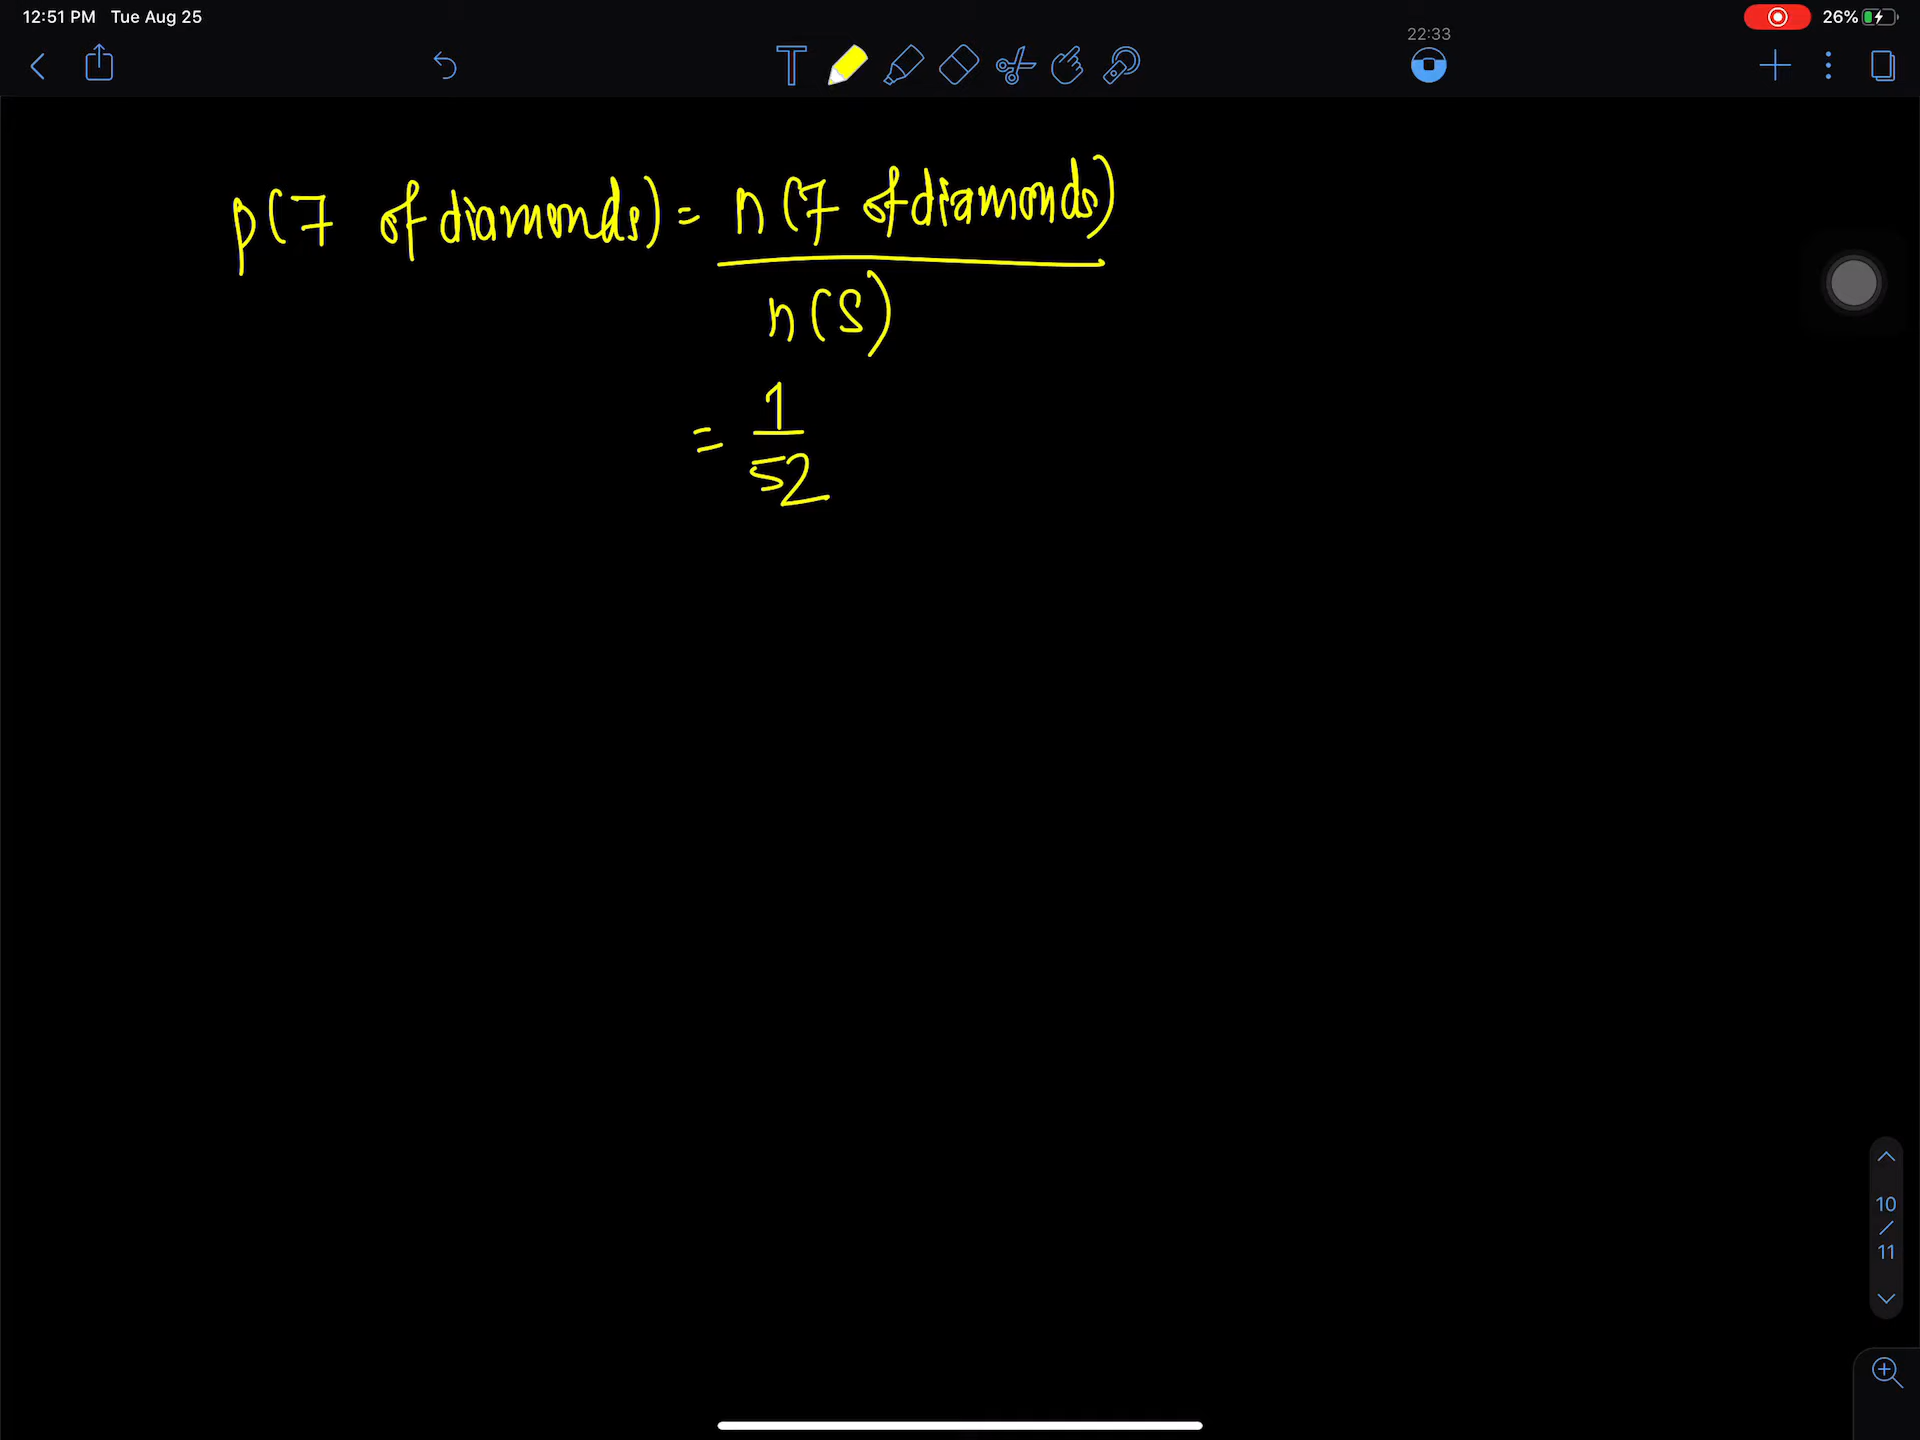 12:51 PM Tue Aug 25
26%
22:33
T
p(7 of diamonds) = n(7 of diamonds)
n(S)
= 1
52
10
/
11